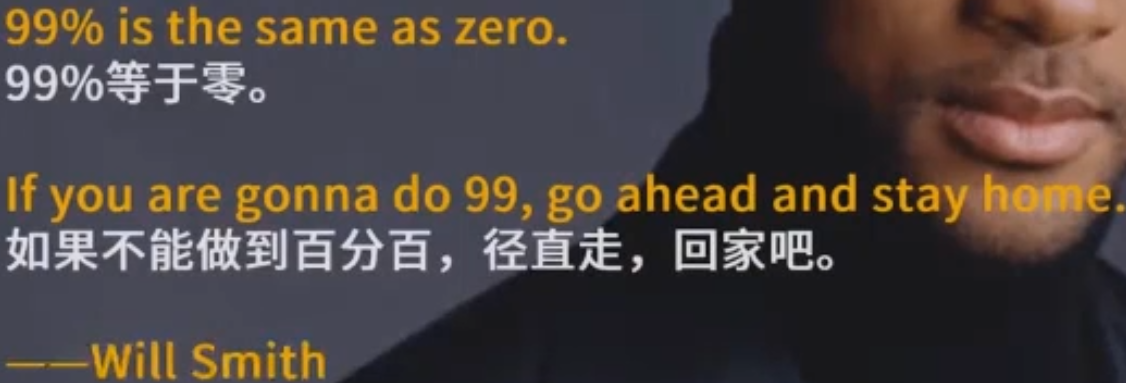 99% is the same as zero.
99%等于零。
If you are gonna do 99, go ahead and stay home.
如果不能做到百分百，径直走，回家吧。
——Will Smith